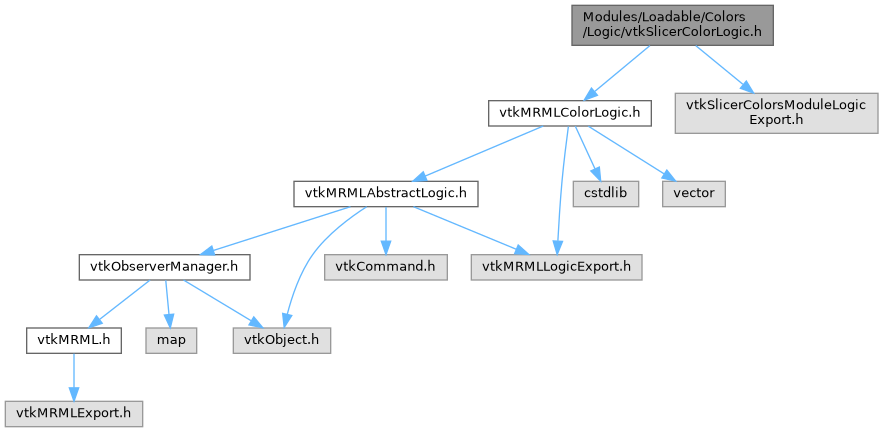 Modules/Loadable/Colors
/Logic/vtkSlicerColorLogic.h
vtkMRMLColorLogic.h
vtkSlicerColorsModuleLogic
Export.h
vtkMRMLAbstractLogic.h
cstdlib
vector
vtkObserverManager.h
vtkCommand.h
vtkMRMLLogicExport.h
vtkMRML.h
map
vtkObject.h
vtkMRMLExport.h